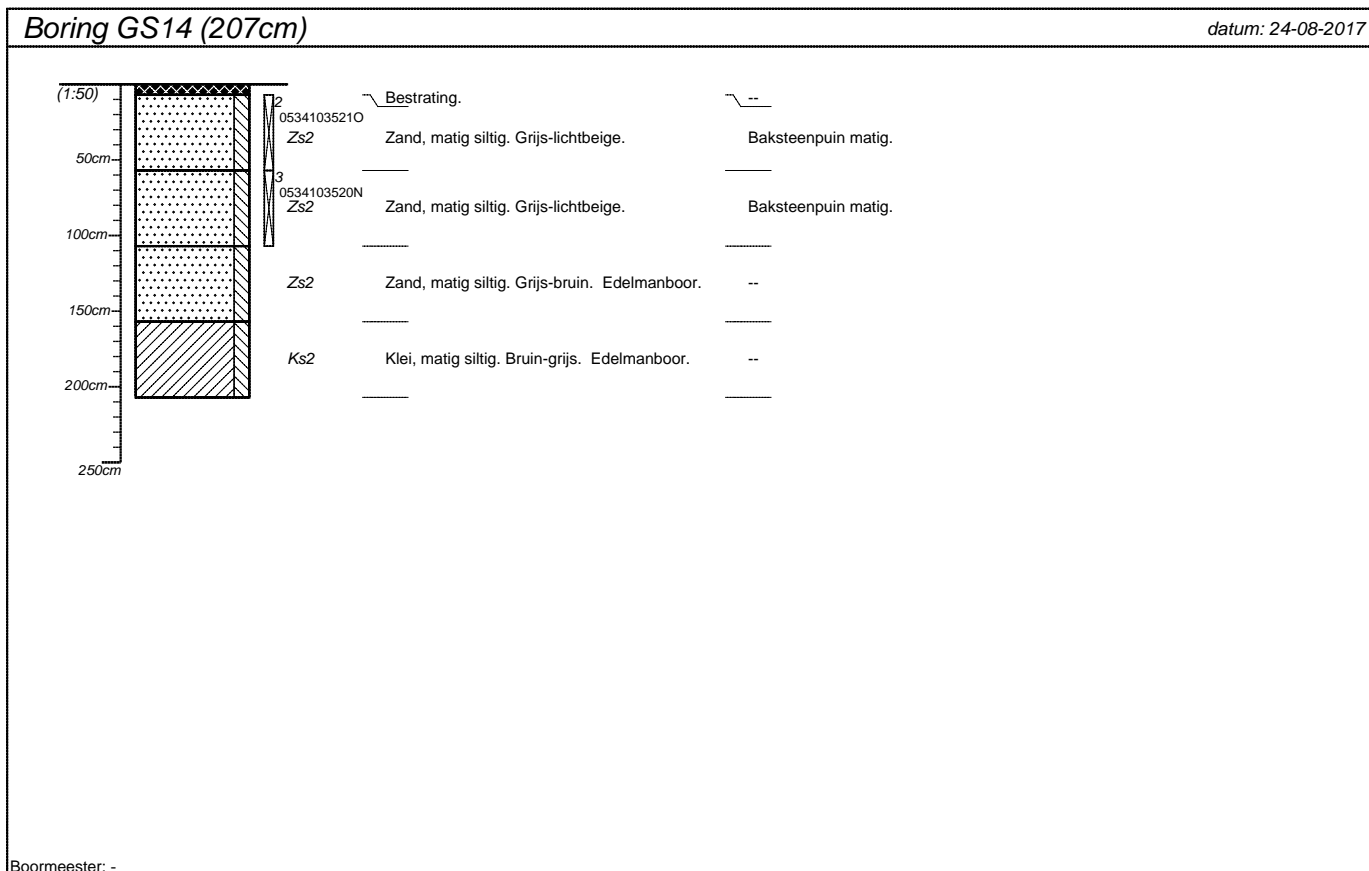 Boring GS14 (207cm)
datum: 24-08-2017
(1:50)
2
Bestrating.
--
0534103521O
Zs2
Zand, matig siltig. Grijs-lichtbeige.
Baksteenpuin matig.
50cm
3
0534103520N
Zs2
Zand, matig siltig. Grijs-lichtbeige.
Baksteenpuin matig.
100cm
Zs2
Zand, matig siltig. Grijs-bruin. Edelmanboor.
--
150cm
Ks2
Klei, matig siltig. Bruin-grijs. Edelmanboor.
--
200cm
250cm
Boormeester: -